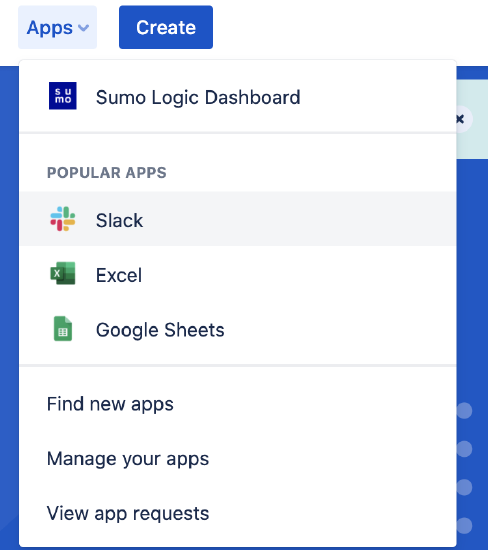 Apps
Create
su
mo
Sumo Logic Dashboard
POPULAR APPS
Slack
X
Excel
Google Sheets
Find new apps
Manage your apps
View app requests